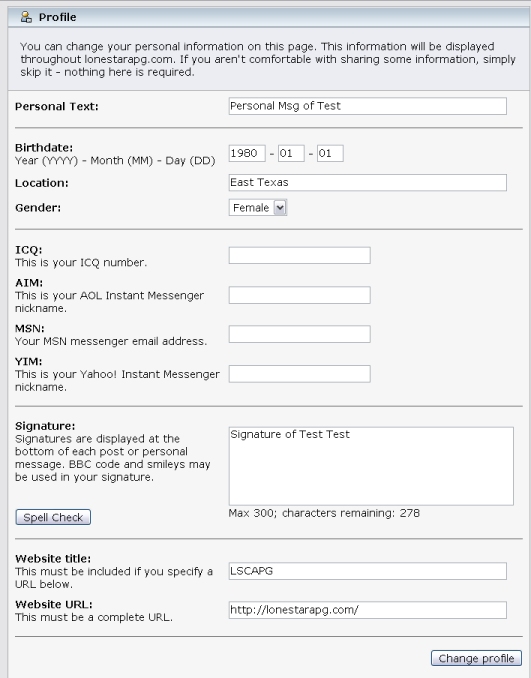 Profile
You can change your personal information on this page. This information will be displayed
throughout lonestarapg.com. If you aren't comfortable with sharing some information, simply
skip it - nothing here is required.
Personal Text:
Personal Msg of Test
Birthdate:
Year (YYYY) - Month (MM) - Day (DD)
1980 - 01 - 01
Location:
East Texas
Gender:
Female
ICQ:
This is your ICQ number.
AIM:
This is your AOL Instant Messenger
nickname.
MSN:
Your MSN messenger email address.
YIM:
This is your Yahoo! Instant Messenger
nickname.
Signature:
Signatures are displayed at the
bottom of each post or personal
message. BBC code and smileys may
be used in your signature.
Signature of Test Test
Spell Check
Max 300; characters remaining: 278
Website title:
This must be included if you specify a
URL below.
LSCAPG
Website URL:
This must be a complete URL.
http://lonestarapg.com/
Change profile